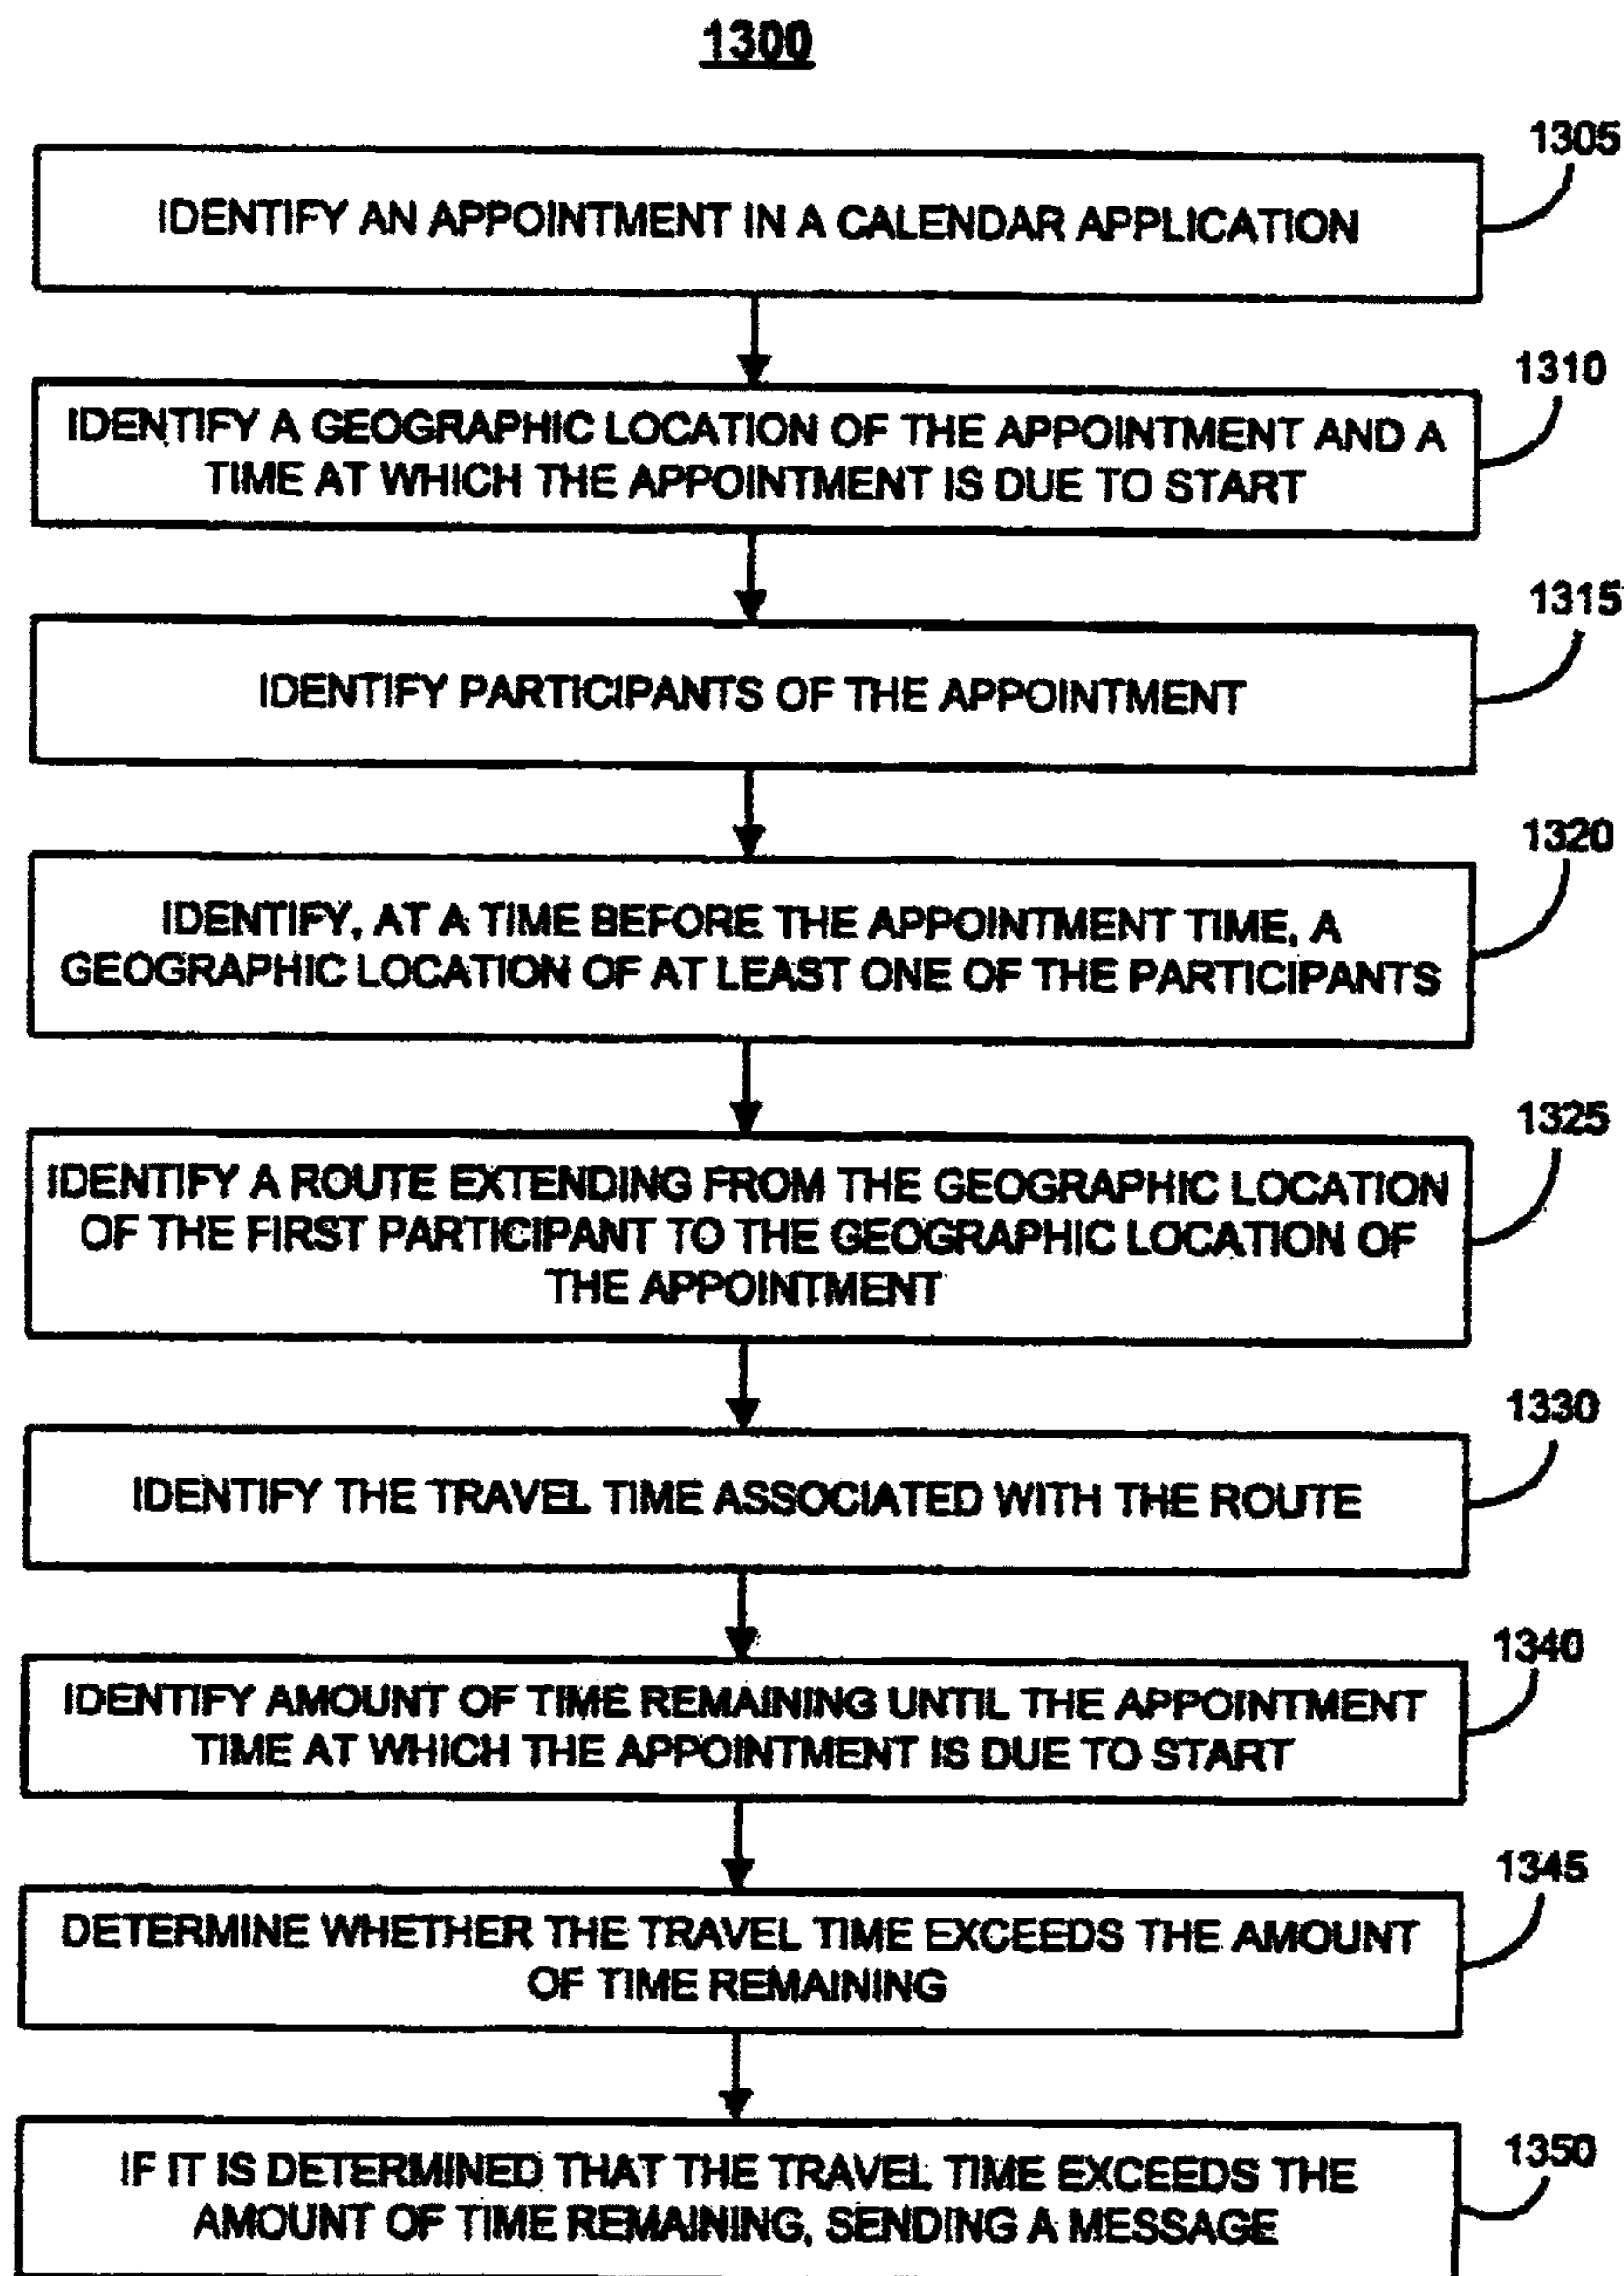 1300
1305
IDENTIFY AN APPOINTMENT IN A CALENDAR APPLICATION
1310
IDENTIFY A GEOGRAPHIC LOCATION OF THE APPOINTMENT AND A
TIME AT WHICH THE APPOINTMENT IS DUE TO START
1315
IDENTIFY PARTICIPANTS OF THE APPOINTMENT
1320
IDENTIFY, AT A TIME BEFORE THE APPOINTMENT TIME, A
GEOGRAPHIC LOCATION OF AT LEAST ONE OF THE PARTICIPANTS
1325
IDENTIFY A ROUTE EXTENDING FROM THE GEOGRAPHIC LOCATION
OF THE FIRST PARTICIPANT TO THE GEOGRAPHIC LOCATION OF
THE APPOINTMENT
1330
IDENTIFY THE TRAVEL TIME ASSOCIATED WITH THE ROUTE
1340
IDENTIFY AMOUNT OF TIME REMAINING UNTIL THE APPOINTMENT
TIME AT WHICH THE APPOINTMENT IS DUE TO START
1345
DETERMINE WHETHER THE TRAVEL TIME EXCEEDS THE AMOUNT
OF TIME REMAINING
1350
IF IT IS DETERMINED THAT THE TRAVEL TIME EXCEEDS THE
AMOUNT OF TIME REMAINING, SENDING A MESSAGE